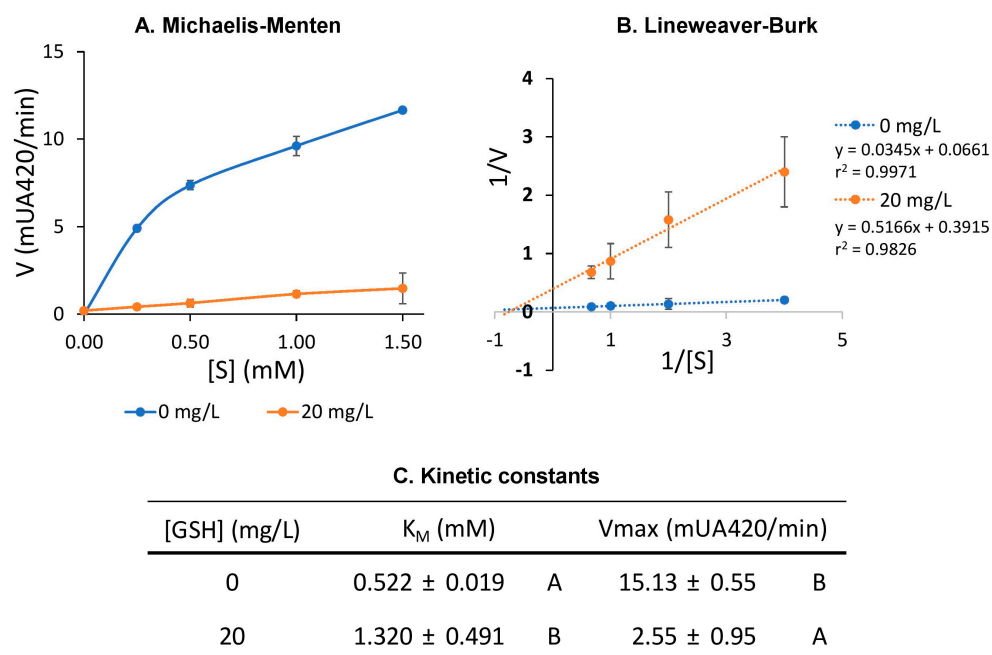 A. Michaelis-Menten
V (mUA420/min)
15
10
5
0
0.00 0.50 1.00 1.50
[S] (mM)
0 mg/L 20 mg/L
B. Lineweaver-Burk
1/V
4
3
2
1
0
-1
-1 1 3 5
1/[S]
0 mg/L
y = 0.0345x + 0.0661
r² = 0.9971
20 mg/L
y = 0.5166x + 0.3915
r² = 0.9826
C. Kinetic constants
[GSH] (mg/L) K_M (mM) Vmax (mUA420/min)
0 0.522 ± 0.019 A 15.13 ± 0.55 B
20 1.320 ± 0.491 B 2.55 ± 0.95 A